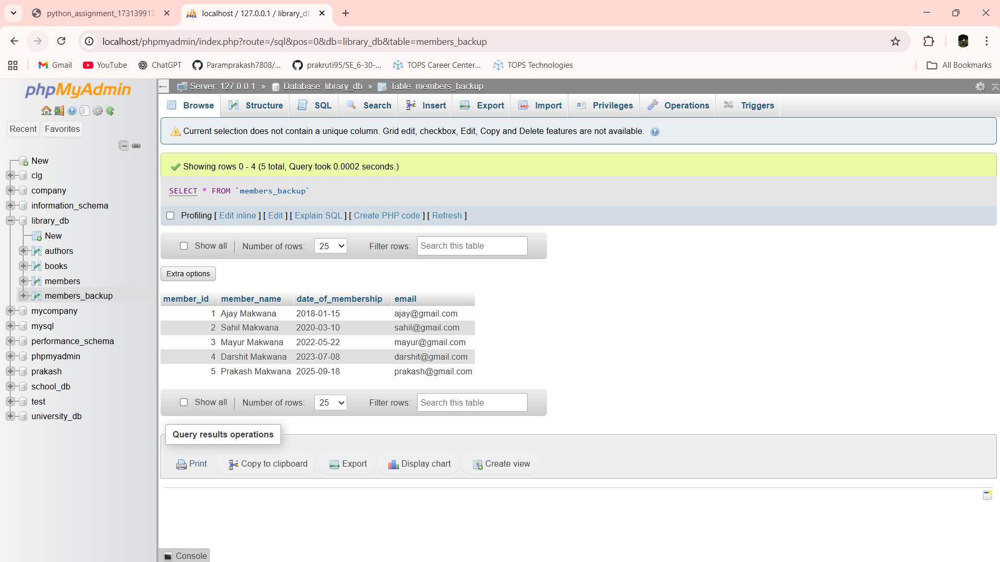 python_assignment_173139913
localhost / 127.0.0.1 / library_db
localhost/phpmyadmin/index.php?route=/sql&pos=0&db=library_db&table=members_backup
Gmail YouTube ChatGPT Paramprakash7808/... prakruti95/SE_6-30-... TOPS Career Center... TOPS Technologies All Bookmarks
phpMyAdmin
Recent Favorites
New
clg
company
information_schema
library_db
New
authors
books
members
members_backup
mycompany
mysql
performance_schema
phpmyadmin
prakash
school_db
test
university_db
Server: 127.0.0.1 » Database: library_db » Table: members_backup
Browse Structure SQL Search Insert Export Import Privileges Operations Triggers
Current selection does not contain a unique column. Grid edit, checkbox, Edit, Copy and Delete features are not available.
Showing rows 0 - 4 (5 total, Query took 0.0002 seconds.)
SELECT * FROM `members_backup`
Profiling [ Edit inline ] [ Edit ] [ Explain SQL ] [ Create PHP code ] [ Refresh ]
Show all Number of rows: 25 Filter rows: Search this table
Extra options
member_id member_name date_of_membership email
1 Ajay Makwana 2018-01-15 ajay@gmail.com
2 Sahil Makwana 2020-03-10 sahil@gmail.com
3 Mayur Makwana 2022-05-22 mayur@gmail.com
4 Darshit Makwana 2023-07-08 darshit@gmail.com
5 Prakash Makwana 2025-09-18 prakash@gmail.com
Show all Number of rows: 25 Filter rows: Search this table
Query results operations
Print Copy to clipboard Export Display chart Create view
Console